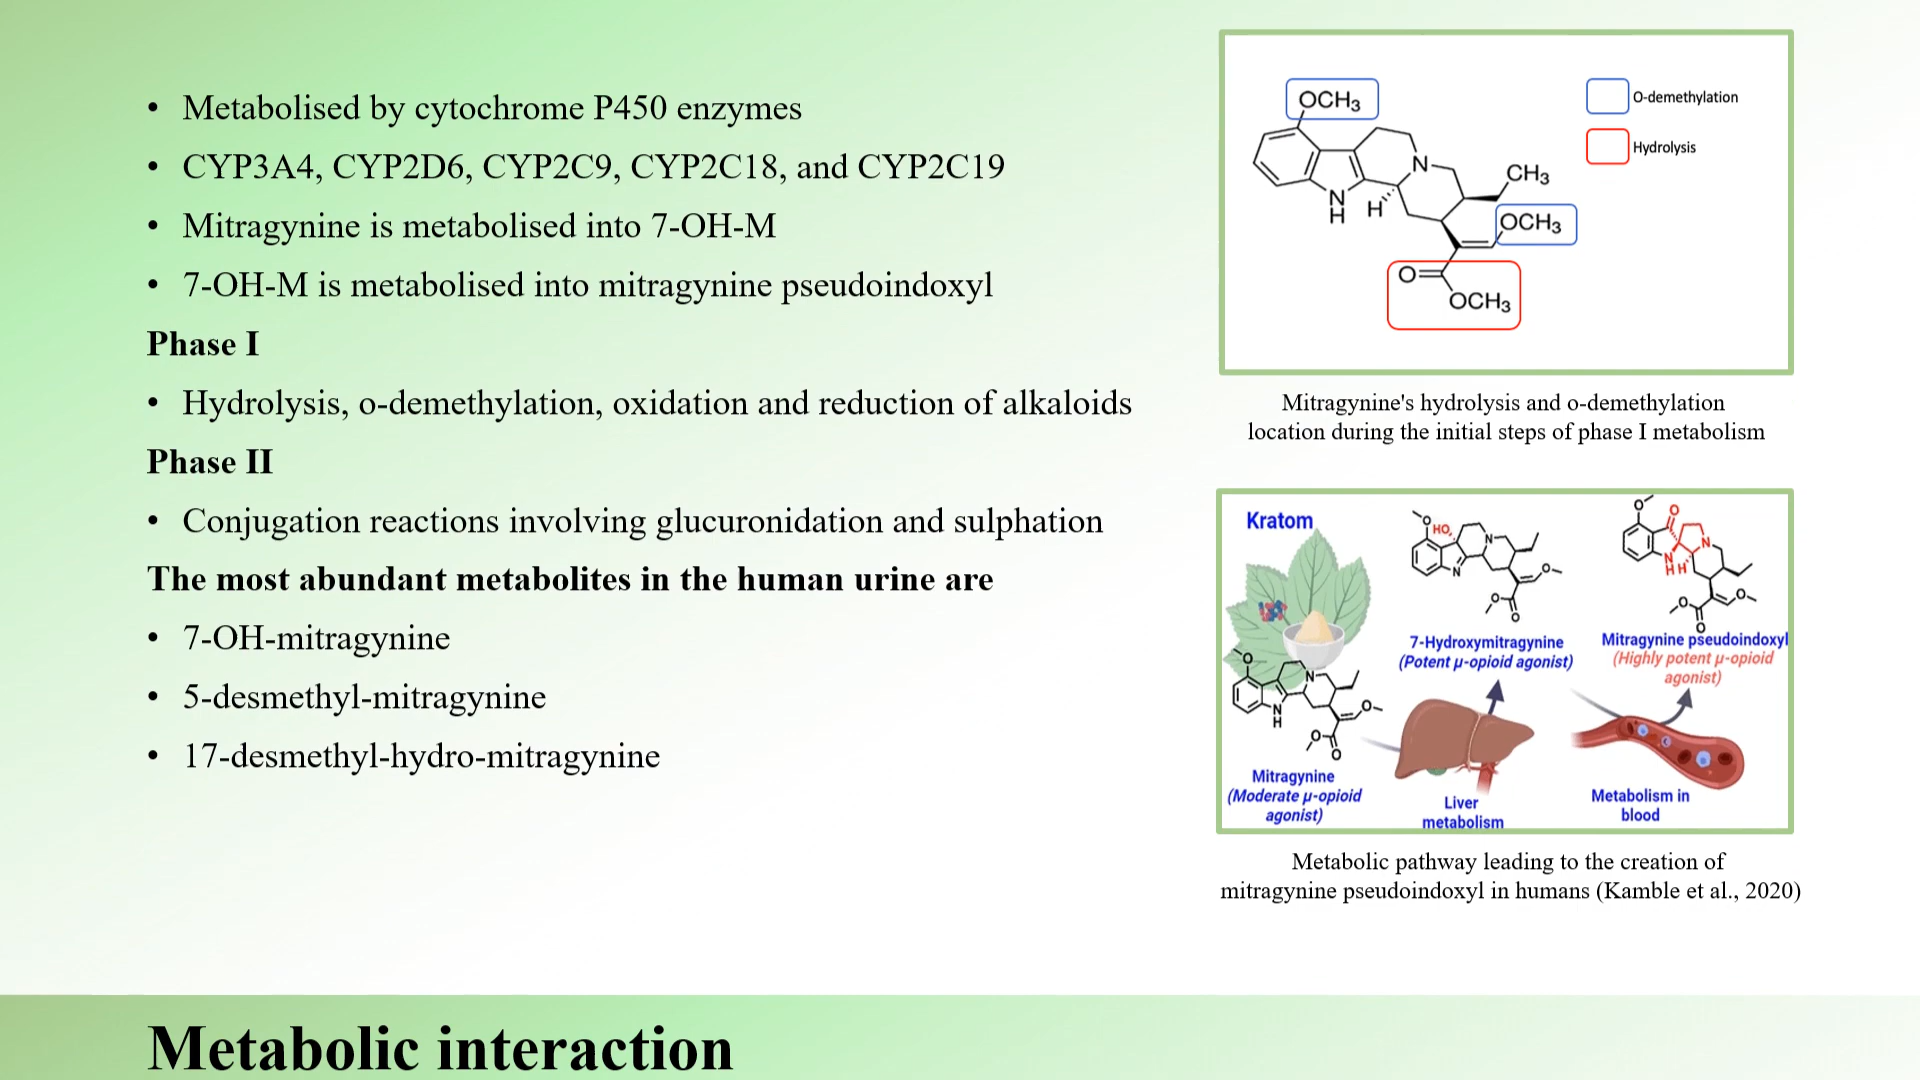 • Metabolised by cytochrome P450 enzymes
• CYP3A4, CYP2D6, CYP2C9, CYP2C18, and CYP2C19
• Mitragynine is metabolised into 7-OH-M
• 7-OH-M is metabolised into mitragynine pseudoindoxyl
Phase I
• Hydrolysis, o-demethylation, oxidation and reduction of alkaloids
Phase II
• Conjugation reactions involving glucuronidation and sulphation
The most abundant metabolites in the human urine are
• 7-OH-mitragynine
• 5-desmethyl-mitragynine
• 17-desmethyl-hydro-mitragynine
OCH3
N
N
H
H
CH3
OCH3
O
OCH3
O-demethylation
Hydrolysis
Mitragynine's hydrolysis and o-demethylation
location during the initial steps of phase I metabolism
Kratom
O
N
N
H
O
O
O
Mitragynine
(Moderate μ-opioid
agonist)
O
HO
N
N
O
O
O
7-Hydroxymitragynine
(Potent μ-opioid agonist)
Liver
metabolism
O
O
N
N
H H
O
O
O
Mitragynine pseudoindoxyl
(Highly potent μ-opioid
agonist)
Metabolism in
blood
Metabolic pathway leading to the creation of
mitragynine pseudoindoxyl in humans (Kamble et al., 2020)
Metabolic interaction